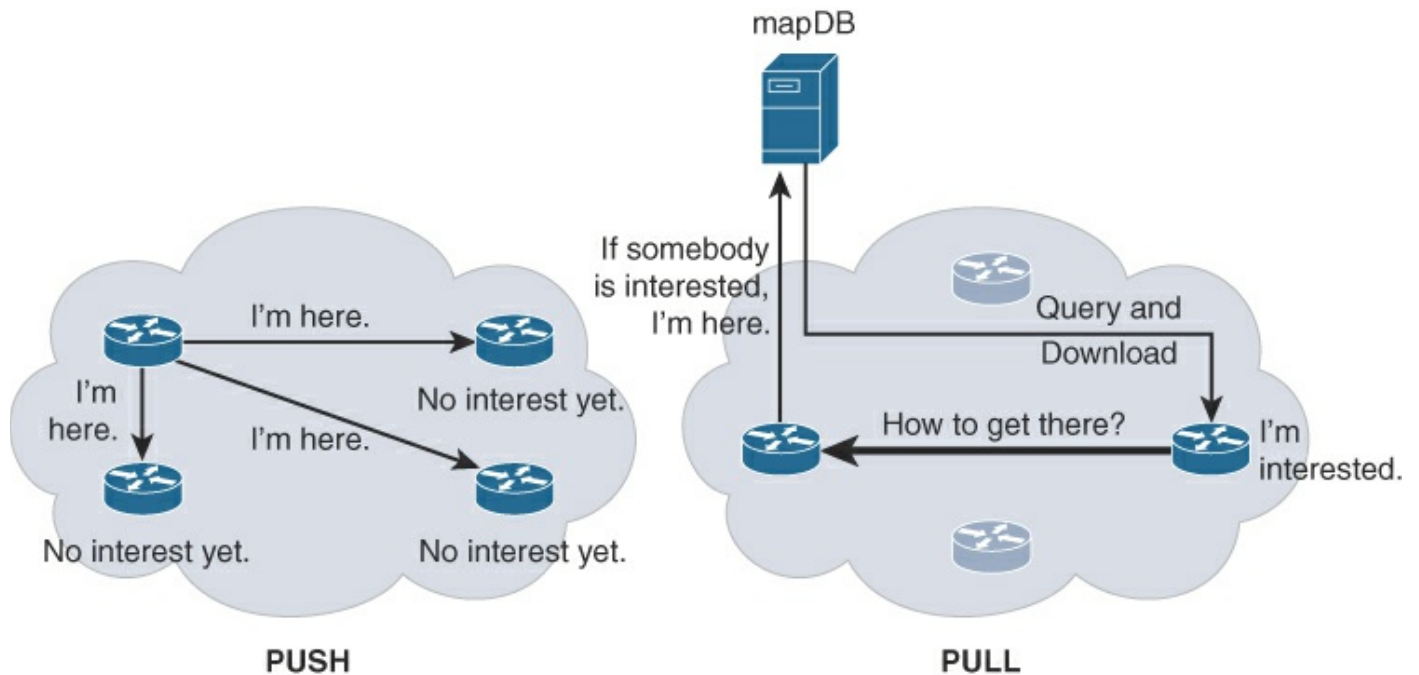 mapDB
I'm here.
I'm
here.
I'm here.
No interest yet.
No interest yet.
No interest yet.
PUSH
If somebody
is interested,
I'm here.
Query and
Download
How to get there?
I'm
interested.
PULL